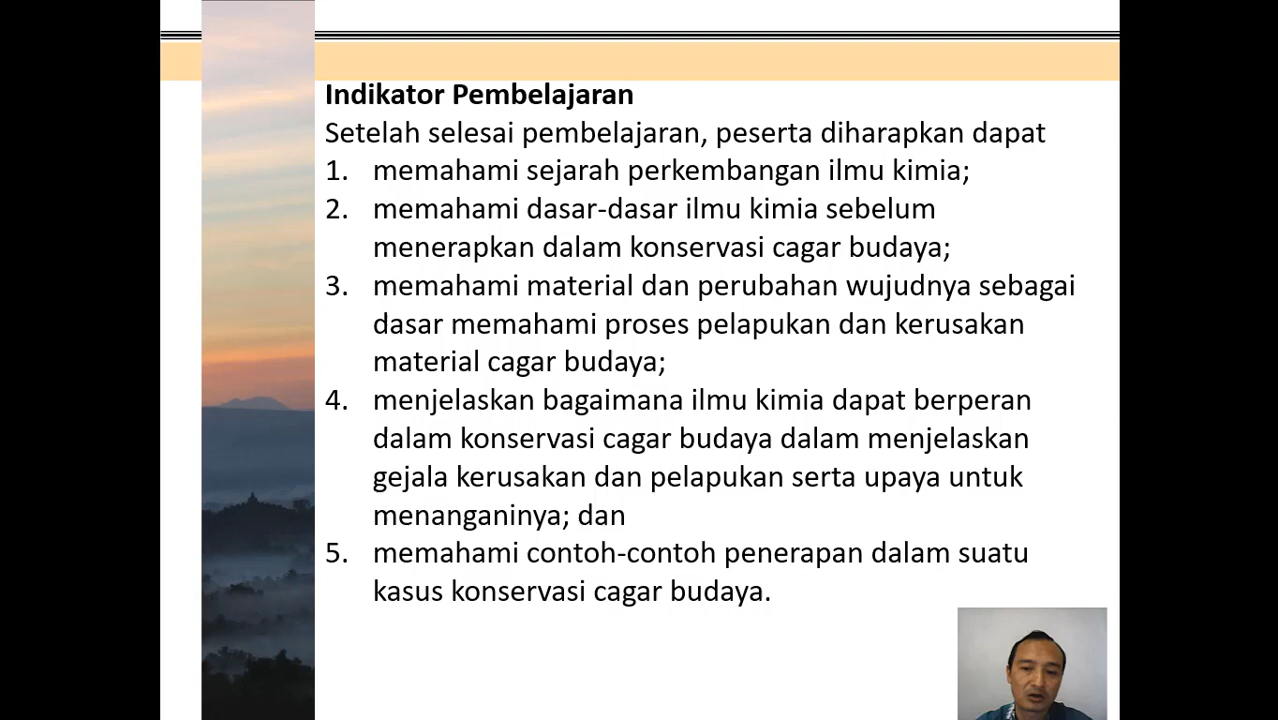 Indikator Pembelajaran
Setelah selesai pembelajaran, peserta diharapkan dapat
1. memahami sejarah perkembangan ilmu kimia;
2. memahami dasar-dasar ilmu kimia sebelum
menerapkan dalam konservasi cagar budaya;
3. memahami material dan perubahan wujudnya sebagai
dasar memahami proses pelapukan dan kerusakan
material cagar budaya;
4. menjelaskan bagaimana ilmu kimia dapat berperan
dalam konservasi cagar budaya dalam menjelaskan
gejala kerusakan dan pelapukan serta upaya untuk
menanganinya; dan
5. memahami contoh-contoh penerapan dalam suatu
kasus konservasi cagar budaya.